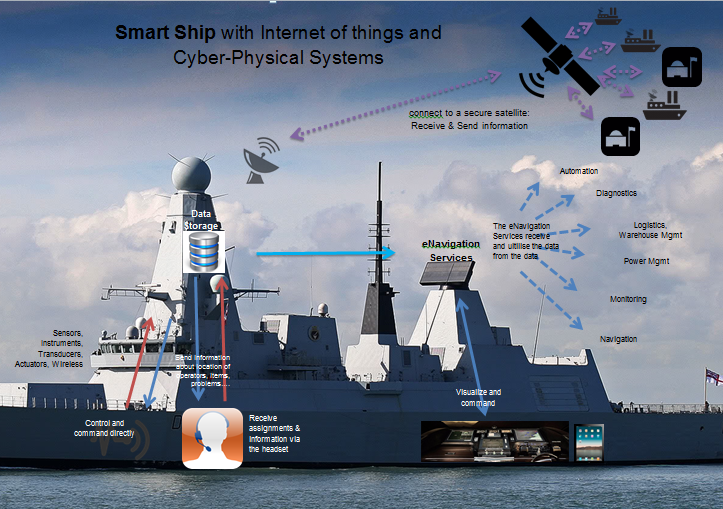 Smart Ship with Internet of things and
Cyber-Physical Systems
connect to a secure satellite:
Receive & Send information
Automation
Diagnostics
Data
Storage
eNavigation
Services
The eNavigation
Services receive
and uitilise the data
from the data.
Logistics,
Warehouse Mgmt
Power Mgmt
Monitoring
Navigation
Sensors,
Instruments,
Transducers,
Actuators, Wireless
Send information
about location of
operators, items,
problems....
Visualize and
command
Control and
command directly
Receive
assignments &
information via
the headset